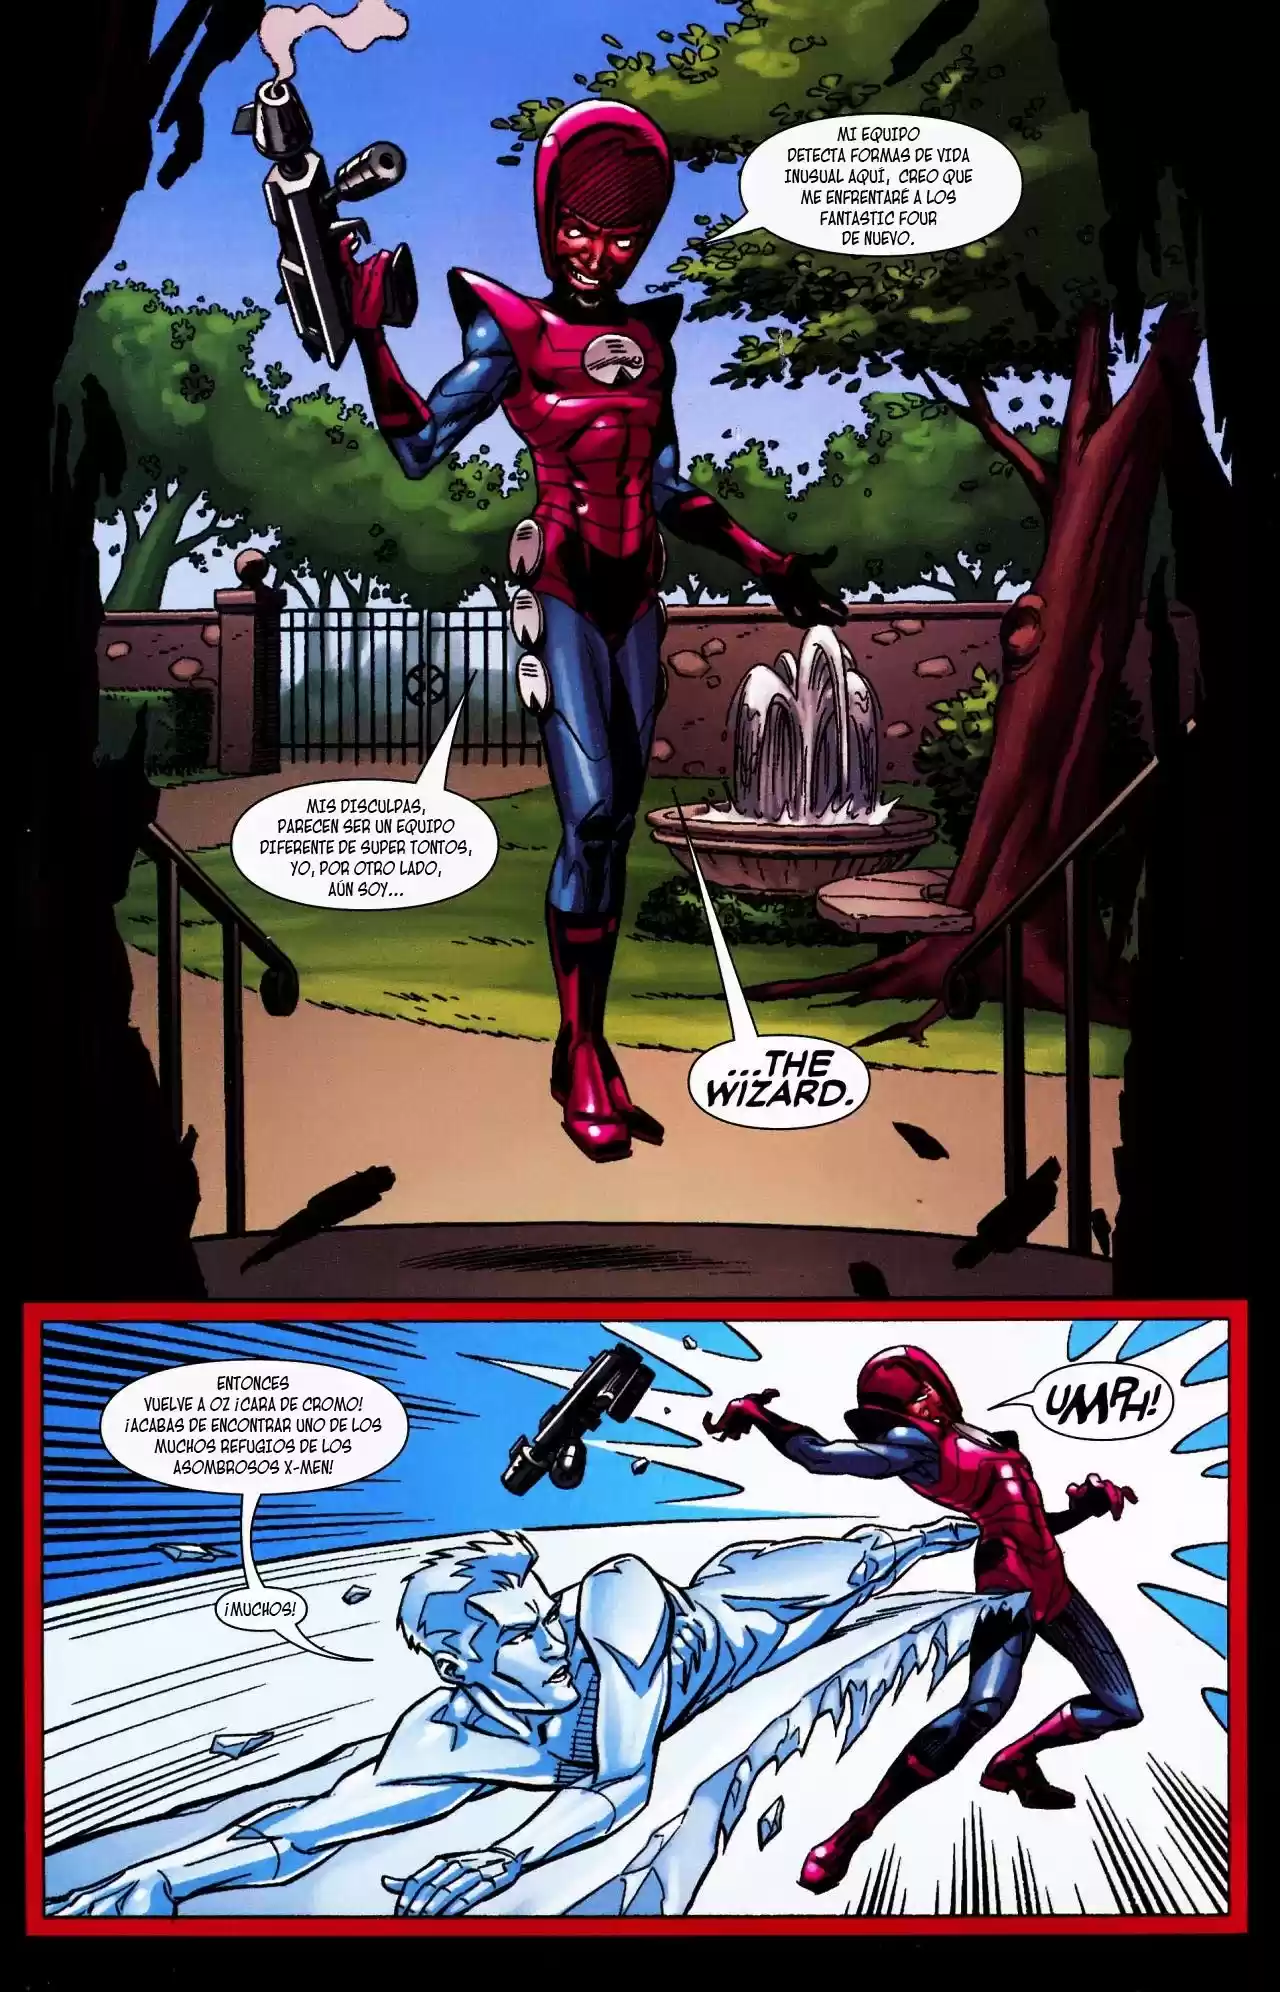 MI EQUIPO
DETECTA FORMAS DE VIDA
INUSUAL AQUÍ, CREO QUE
ME ENFRENTARÉ A LOS
FANTASTIC FOUR
DE NUEVO.
MIS DISCULPAS,
PARECEN SER UN EQUIPO
DIFERENTE DE SUPER TONTOS,
YO, POR OTRO LADO,
AÚN SOY...
...THE
WIZARD.
ENTONCES
VUELVE A OZ ¡CARA DE CROMO!
¡ACABAS DE ENCONTRAR UNO DE LOS
MUCHOS REFUGIOS DE LOS
ASOMBROSOS X-MEN!
¡MUCHOS!
UMPH!